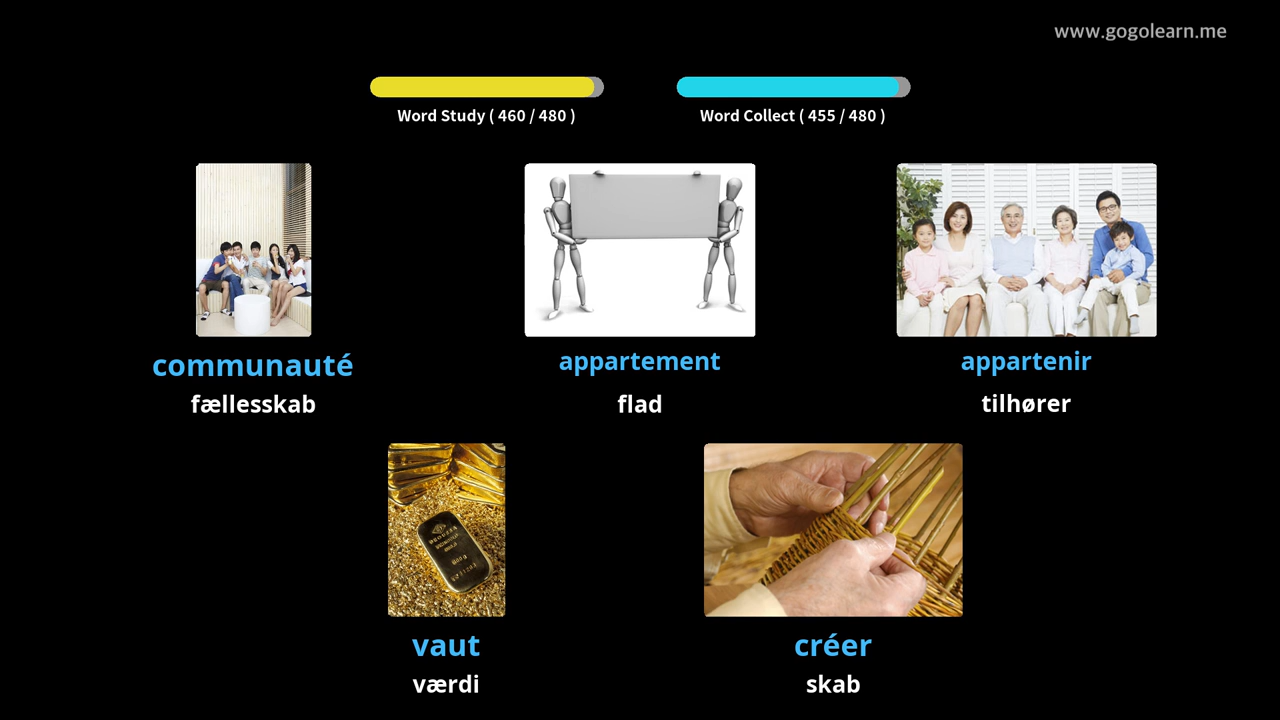 www.gogolearn.me
Word Study ( 460 / 480 )
Word Collect ( 455 / 480 )
communauté
fællesskab
appartement
flad
appartenir
tilhører
vaut
værdi
créer
skab